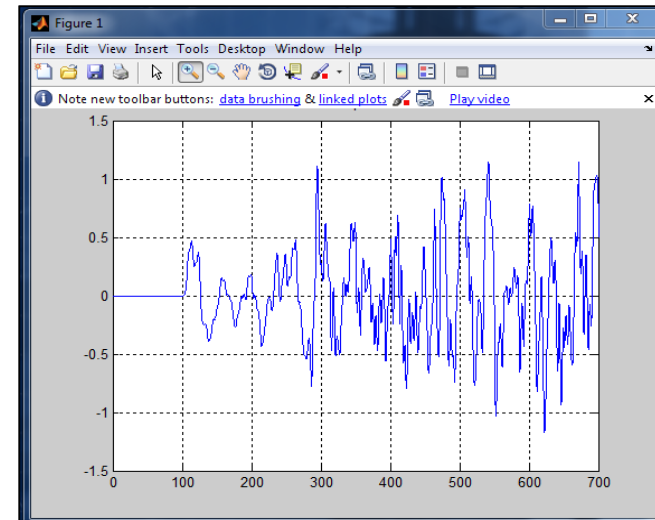 Figure 1
File Edit View Insert Tools Desktop Window Help
Note new toolbar buttons: data brushing & linked plots Play video
1.5
1
0.5
0
-0.5
-1
-1.5
0 100 200 300 400 500 600 700